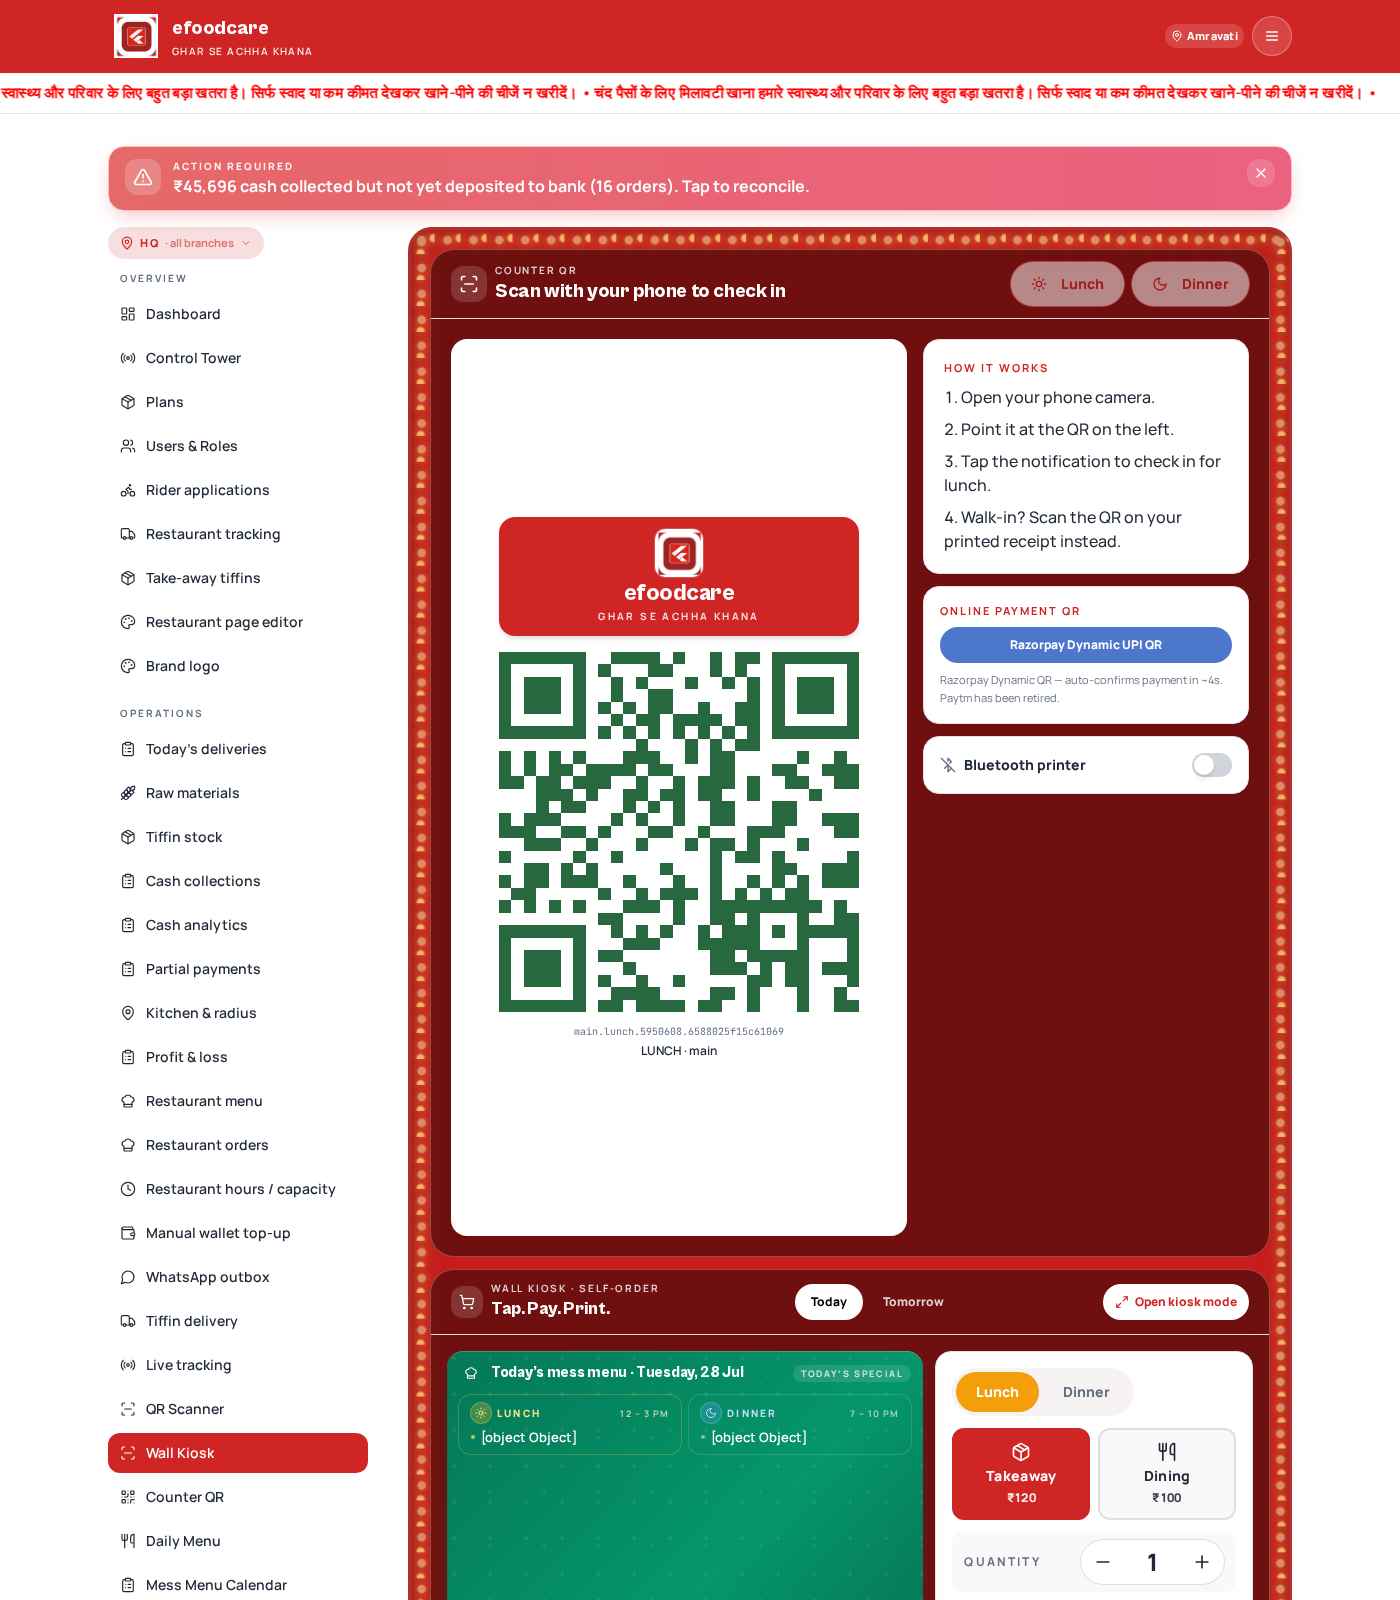 efoodcare
GHAR SE ACHHA KHANA
Amravati
स्वास्थ्य और परिवार के लिए बहुत बड़ा खतरा है। सिर्फ स्वाद या कम कीमत देखकर खाने-पीने की चीजें न खरीदें। • चंद पैसों के लिए मिलावटी खाना हमारे स्वास्थ्य और परिवार के लिए बहुत बड़ा खतरा है। सिर्फ स्वाद या कम कीमत देखकर खाने-पीने की चीजें न खरीदें। •
ACTION REQUIRED
₹45,696 cash collected but not yet deposited to bank (16 orders). Tap to reconcile.
HQ · all branches
OVERVIEW
Dashboard
Control Tower
Plans
Users & Roles
Rider applications
Restaurant tracking
Take-away tiffins
Restaurant page editor
Brand logo
OPERATIONS
Today's deliveries
Raw materials
Tiffin stock
Cash collections
Cash analytics
Partial payments
Kitchen & radius
Profit & loss
Restaurant menu
Restaurant orders
Restaurant hours / capacity
Manual wallet top-up
WhatsApp outbox
Tiffin delivery
Live tracking
QR Scanner
Wall Kiosk
Counter QR
Daily Menu
Mess Menu Calendar
COUNTER QR
Scan with your phone to check in
Lunch
Dinner
efoodcare
GHAR SE ACHHA KHANA
main.lunch.5950608.6588025f15c61069
LUNCH · main
HOW IT WORKS
1. Open your phone camera.
2. Point it at the QR on the left.
3. Tap the notification to check in for
lunch.
4. Walk-in? Scan the QR on your
printed receipt instead.
ONLINE PAYMENT QR
Razorpay Dynamic UPI QR
Razorpay Dynamic QR — auto-confirms payment in ~4s.
Paytm has been retired.
Bluetooth printer
WALL KIOSK · SELF-ORDER
Tap. Pay. Print.
Today
Tomorrow
Open kiosk mode
Today's mess menu · Tuesday, 28 Jul
TODAY'S SPECIAL
LUNCH
12 – 3 PM
• [object Object]
DINNER
7 – 10 PM
• [object Object]
Lunch
Dinner
Takeaway
₹120
Dining
₹100
QUANTITY
1